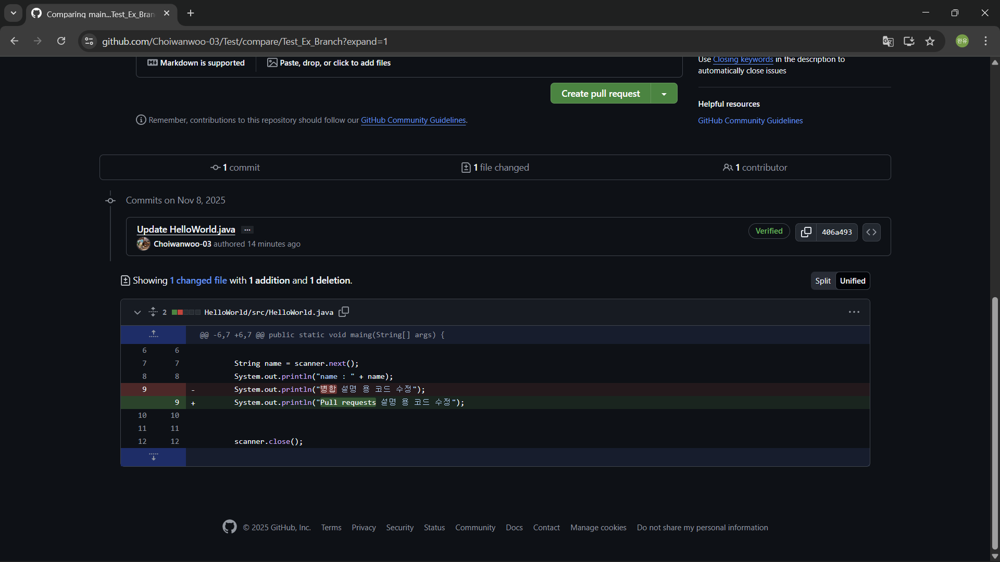 Comparing main...Test_Ex_Bran
github.com/Choiwanwoo-03/Test/compare/Test_Ex_Branch?expand=1
완유
Markdown is supported
Paste, drop, or click to add files
Use Closing keywords in the description to
automatically close issues
Create pull request
Helpful resources
GitHub Community Guidelines
Remember, contributions to this repository should follow our GitHub Community Guidelines.
1 commit
1 file changed
1 contributor
Commits on Nov 8, 2025
Update HelloWorld.java ...
Choiwanwoo-03 authored 14 minutes ago
Verified
406a493
Showing 1 changed file with 1 addition and 1 deletion.
Split Unified
2 HelloWorld/src/HelloWorld.java
@@ -6,7 +6,7 @@ public static void maing(String[] args) {
6 6
7 7 String name = scanner.next();
8 8 System.out.println("name : " + name);
9 - System.out.println("병합 설명 용 코드 수정");
9 + System.out.println("Pull requests 설명 용 코드 수정");
10 10
11 11
12 12 scanner.close();
© 2025 GitHub, Inc. Terms Privacy Security Status Community Docs Contact Manage cookies Do not share my personal information